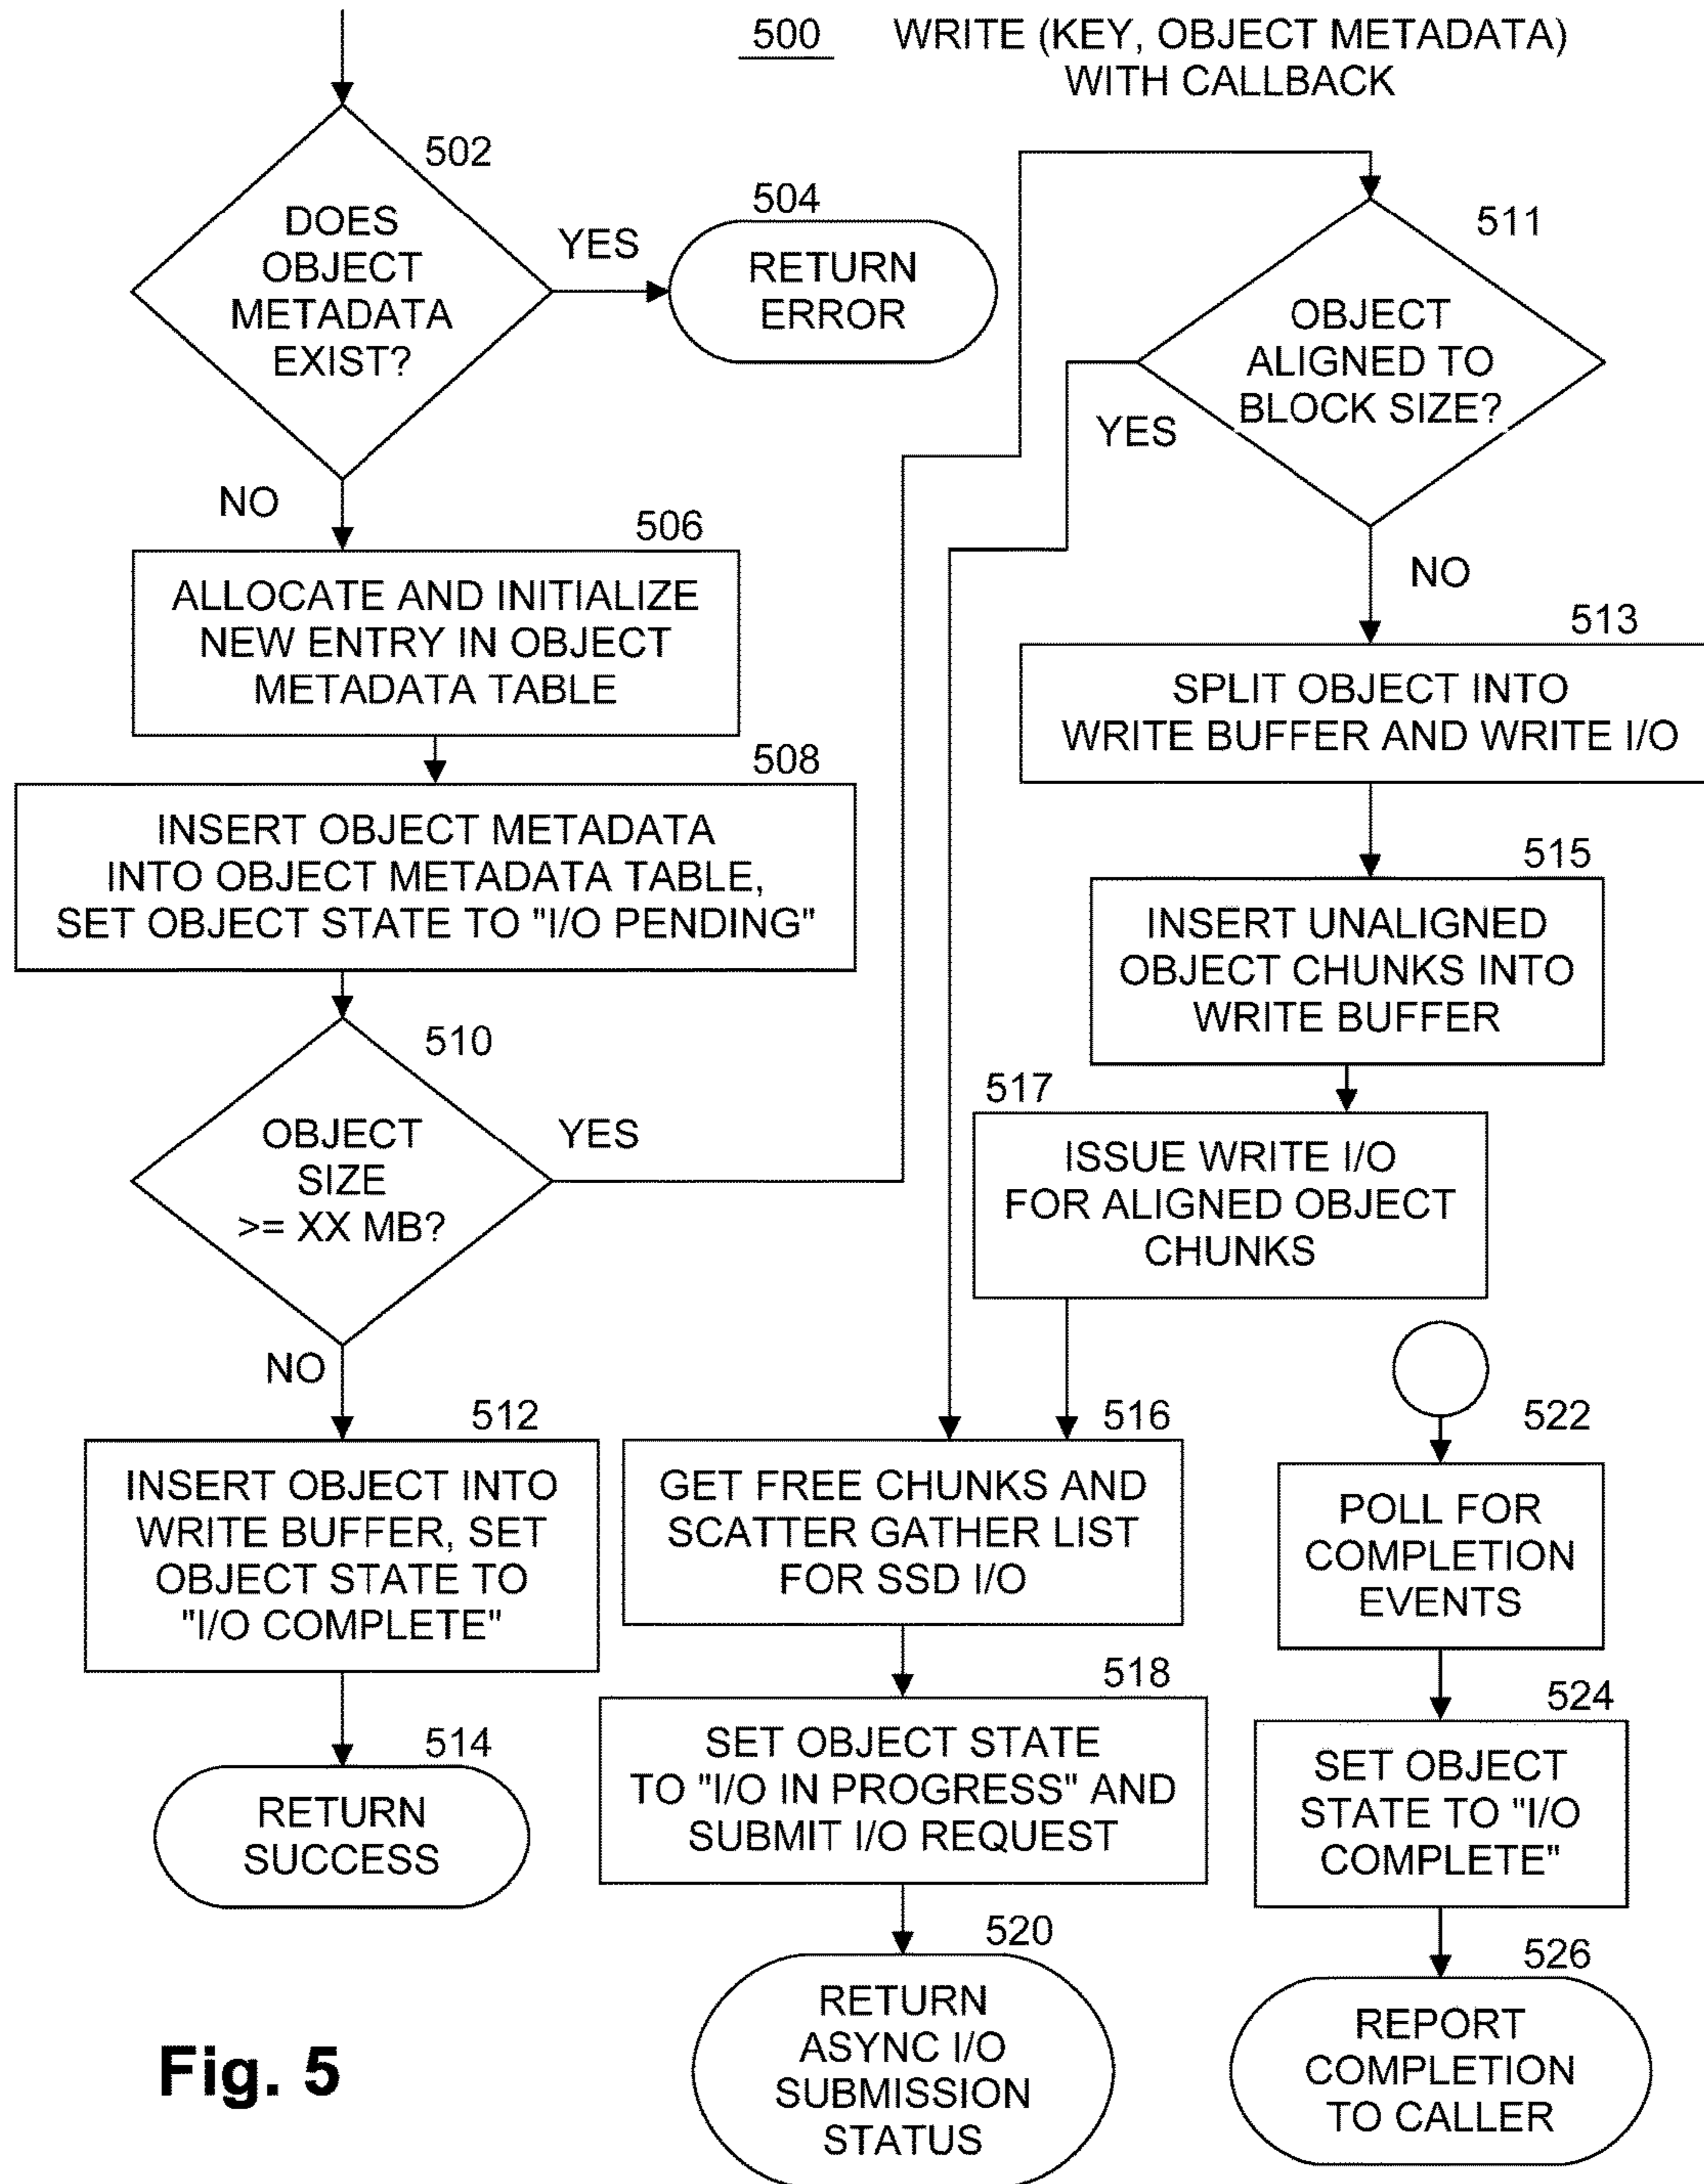 500 WRITE (KEY, OBJECT METADATA)
WITH CALLBACK
502
DOES
OBJECT
METADATA
EXIST?
YES
504
RETURN
ERROR
NO
506
ALLOCATE AND INITIALIZE
NEW ENTRY IN OBJECT
METADATA TABLE
508
INSERT OBJECT METADATA
INTO OBJECT METADATA TABLE,
SET OBJECT STATE TO "I/O PENDING"
510
OBJECT
SIZE
>= XX MB?
YES
NO
512
INSERT OBJECT INTO
WRITE BUFFER, SET
OBJECT STATE TO
"I/O COMPLETE"
514
RETURN
SUCCESS
511
OBJECT
ALIGNED TO
BLOCK SIZE?
YES
NO
513
SPLIT OBJECT INTO
WRITE BUFFER AND WRITE I/O
515
INSERT UNALIGNED
OBJECT CHUNKS INTO
WRITE BUFFER
517
ISSUE WRITE I/O
FOR ALIGNED OBJECT
CHUNKS
516
GET FREE CHUNKS AND
SCATTER GATHER LIST
FOR SSD I/O
518
SET OBJECT STATE
TO "I/O IN PROGRESS" AND
SUBMIT I/O REQUEST
520
RETURN
ASYNC I/O
SUBMISSION
STATUS
522
POLL FOR
COMPLETION
EVENTS
524
SET OBJECT
STATE TO "I/O
COMPLETE"
526
REPORT
COMPLETION
TO CALLER
Fig. 5